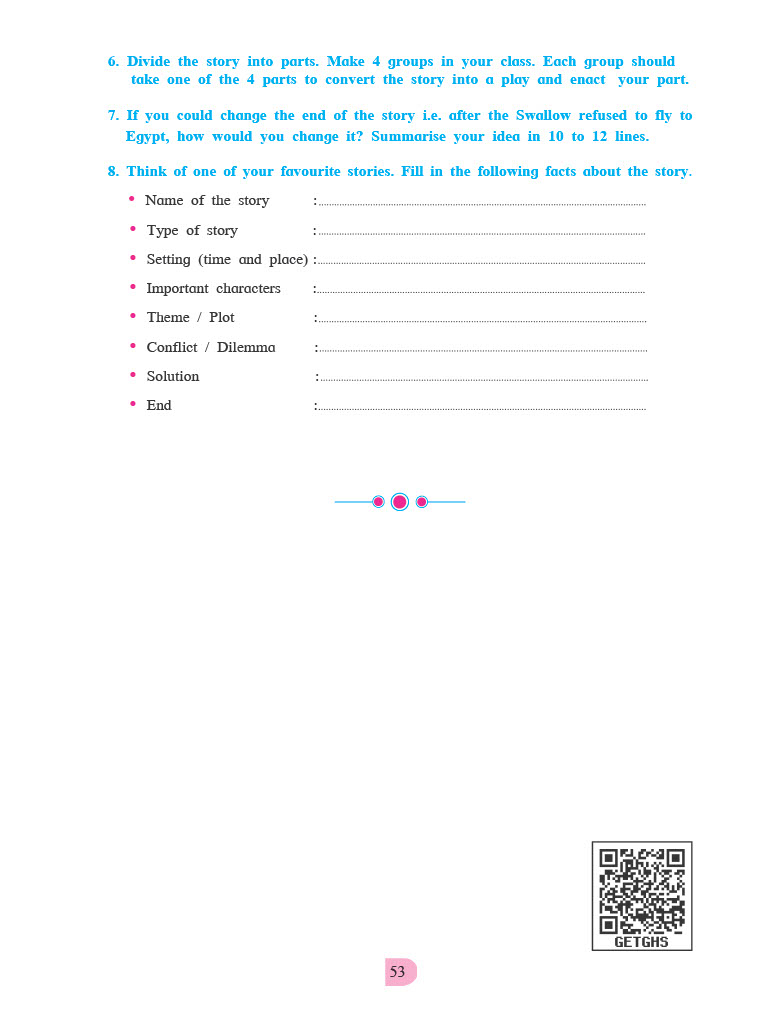 6. Divide the story into parts. Make 4 groups in your class. Each group should
take one of the 4 parts to convert the story into a play and enact your part.
7. If you could change the end of the story i.e. after the Swallow refused to fly to
Egypt, how would you change it? Summarise your idea in 10 to 12 lines.
8. Think of one of your favourite stories. Fill in the following facts about the story.
• Name of the story :..............................
• Type of story :..............................
• Setting (time and place) :..............................
• Important characters :..............................
• Theme / Plot :..............................
• Conflict / Dilemma :..............................
• Solution :..............................
• End :..............................
GETGHS
53